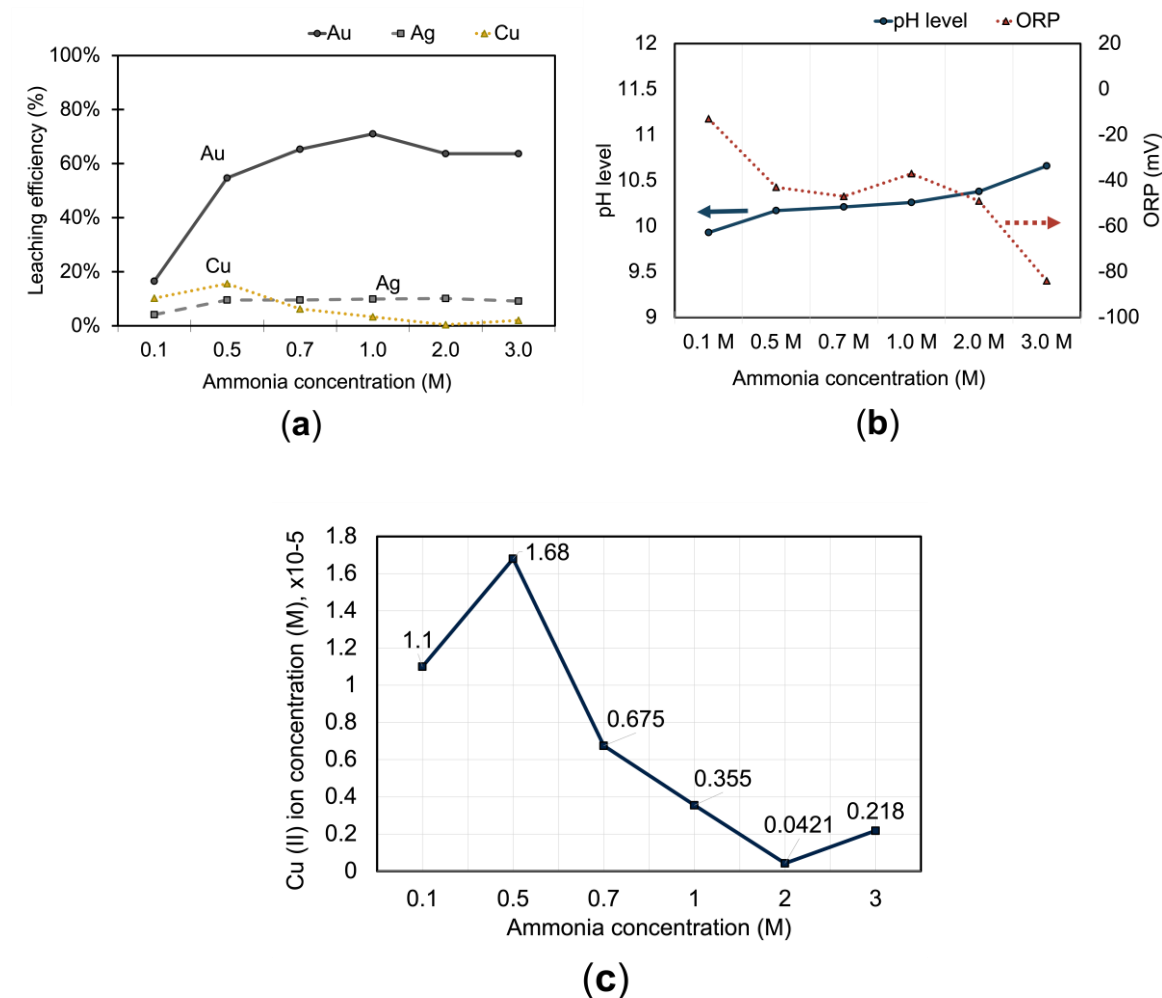 Au Ag Cu
100%
80%
60%
40%
20%
0%
Leaching efficiency (%)
Au
Cu
Ag
0.1 0.5 0.7 1.0 2.0 3.0
Ammonia concentration (M)
(a)
pH level ORP
12
11.5
11
10.5
10
9.5
9
pH level
20
0
-20
-40
-60
-80
-100
ORP (mV)
0.1 M 0.5 M 0.7 M 1.0 M 2.0 M 3.0 M
Ammonia concentration (M)
(b)
1.8
1.6
1.4
1.2
1
0.8
0.6
0.4
0.2
0
Cu (II) ion concentration (M), x10-5
1.1
1.68
0.675
0.355
0.0421
0.218
0.1 0.5 0.7 1 2 3
Ammonia concentration (M)
(c)